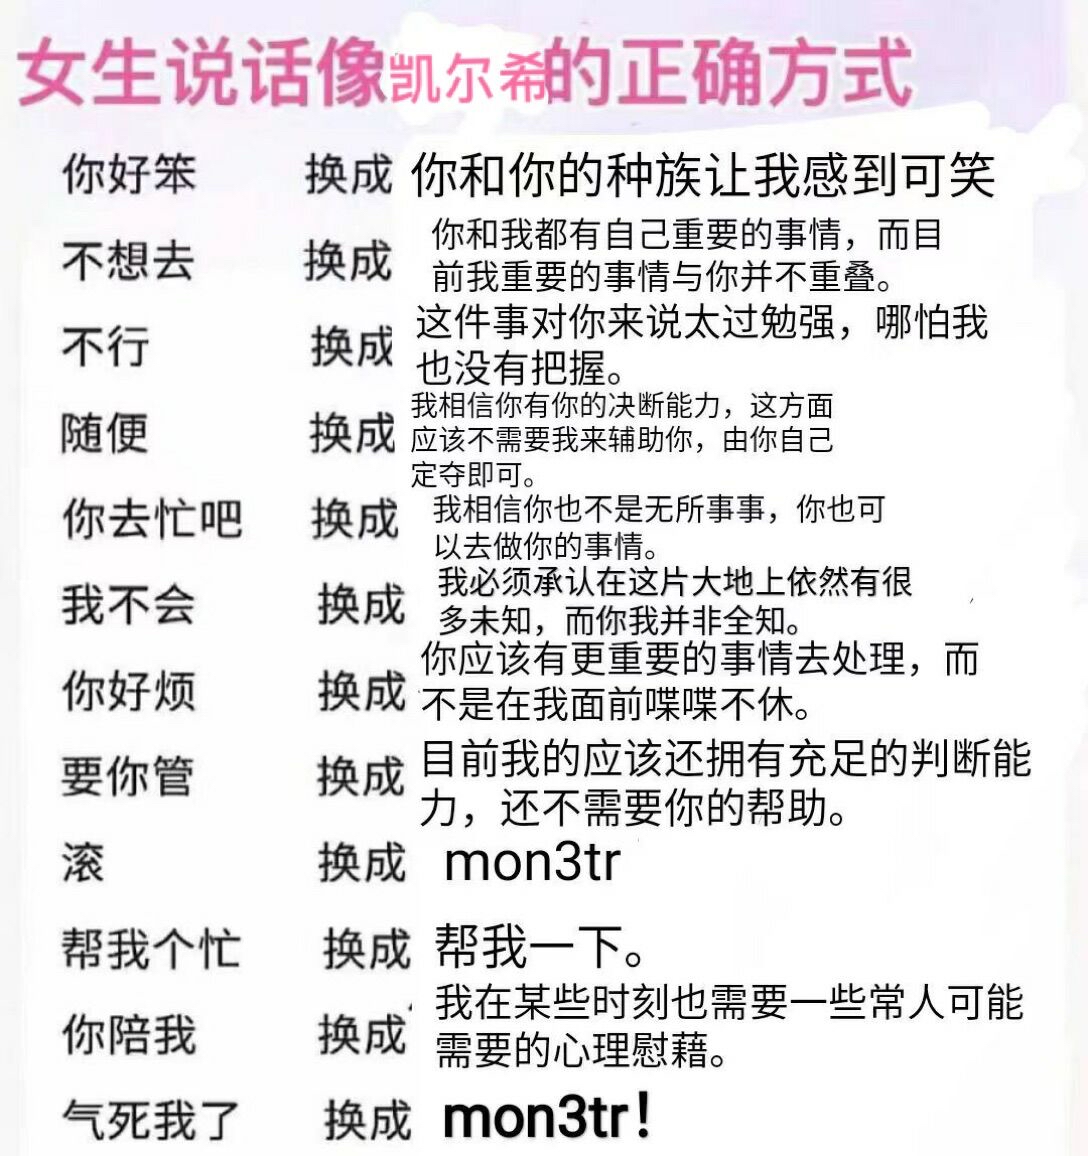 女生说话像凯尔希的正确方式
你好笨 换成 你和你的种族让我感到可笑
不想去 换成 你和我都有自己重要的事情，而目
前我重要的事情与你并不重叠。
不行 换成 这件事对你来说太过勉强，哪怕我
也没有把握。
随便 换成 我相信你有你的决断能力，这方面
应该不需要我来辅助你，由你自己
定夺即可。
你去忙吧 换成 我相信你也不是无所事事，你也可
以去做你的事情。
我不会 换成 我必须承认在这片大地上依然有很
多未知，而你我并非全知。
你好烦 换成 你应该有更重要的事情去处理，而
不是在我面前喋喋不休。
要你管 换成 目前我的应该还拥有充足的判断能
力，还不需要你的帮助。
滚 换成 mon3tr
帮我个忙 换成 帮我一下。
你陪我 换成 我在某些时刻也需要一些常人可能
需要的心理慰藉。
气死我了 换成 mon3tr！